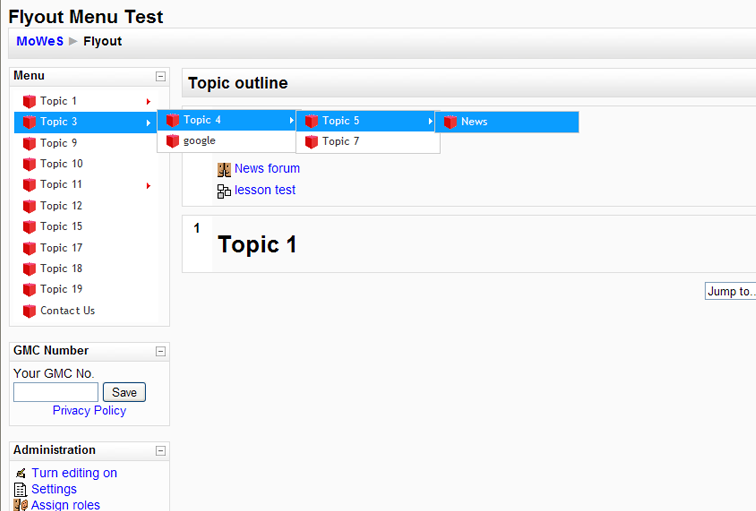 Flyout Menu Test
MoWeS ► Flyout
Menu
Topic 1
Topic 3
Topic 9
Topic 10
Topic 11
Topic 12
Topic 15
Topic 17
Topic 18
Topic 19
Contact Us
Topic 4
google
Topic 5
Topic 7
News
Topic outline
News forum
lesson test
1
Topic 1
Jump to...
GMC Number
Your GMC No.
Save
Privacy Policy
Administration
Turn editing on
Settings
Assign roles